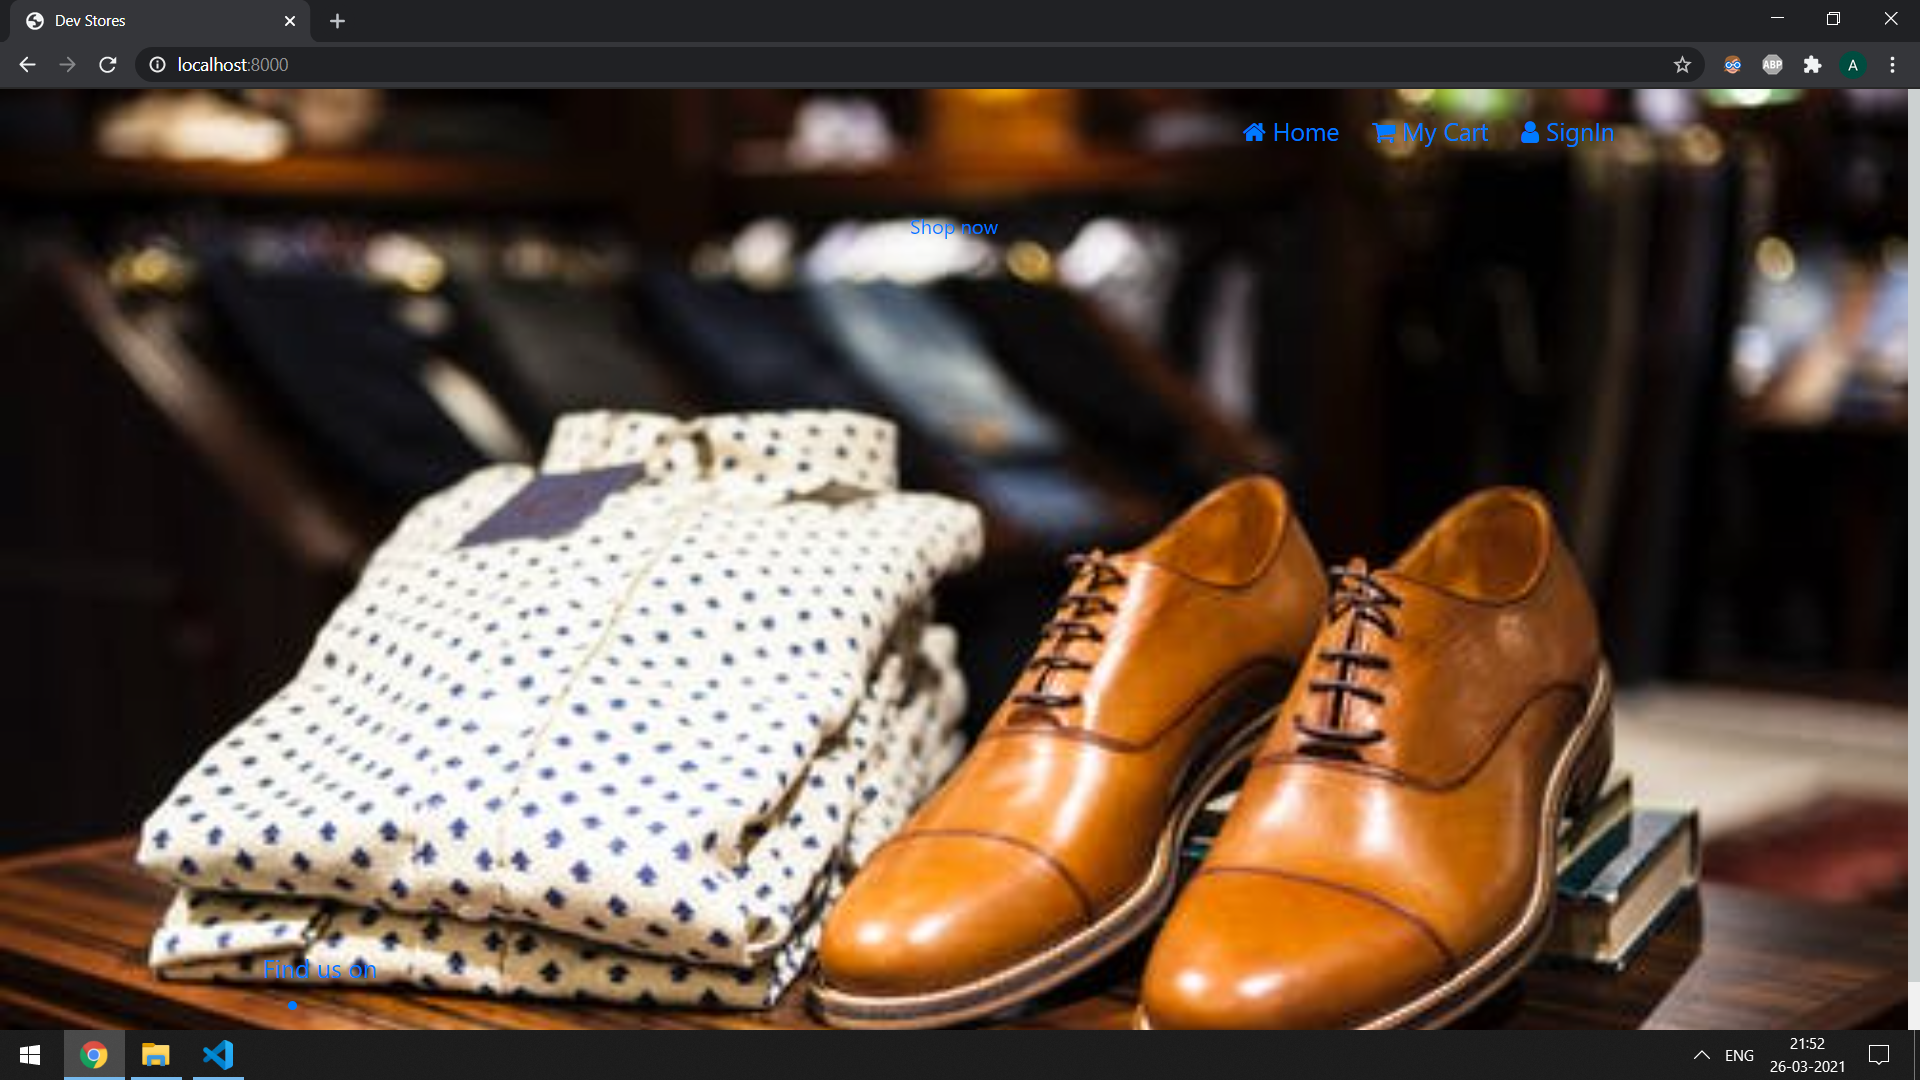 Dev Stores
localhost:8000
ABP
A
Home My Cart SignIn
Shop now
Find us on
ENG
21:52
26-03-2021